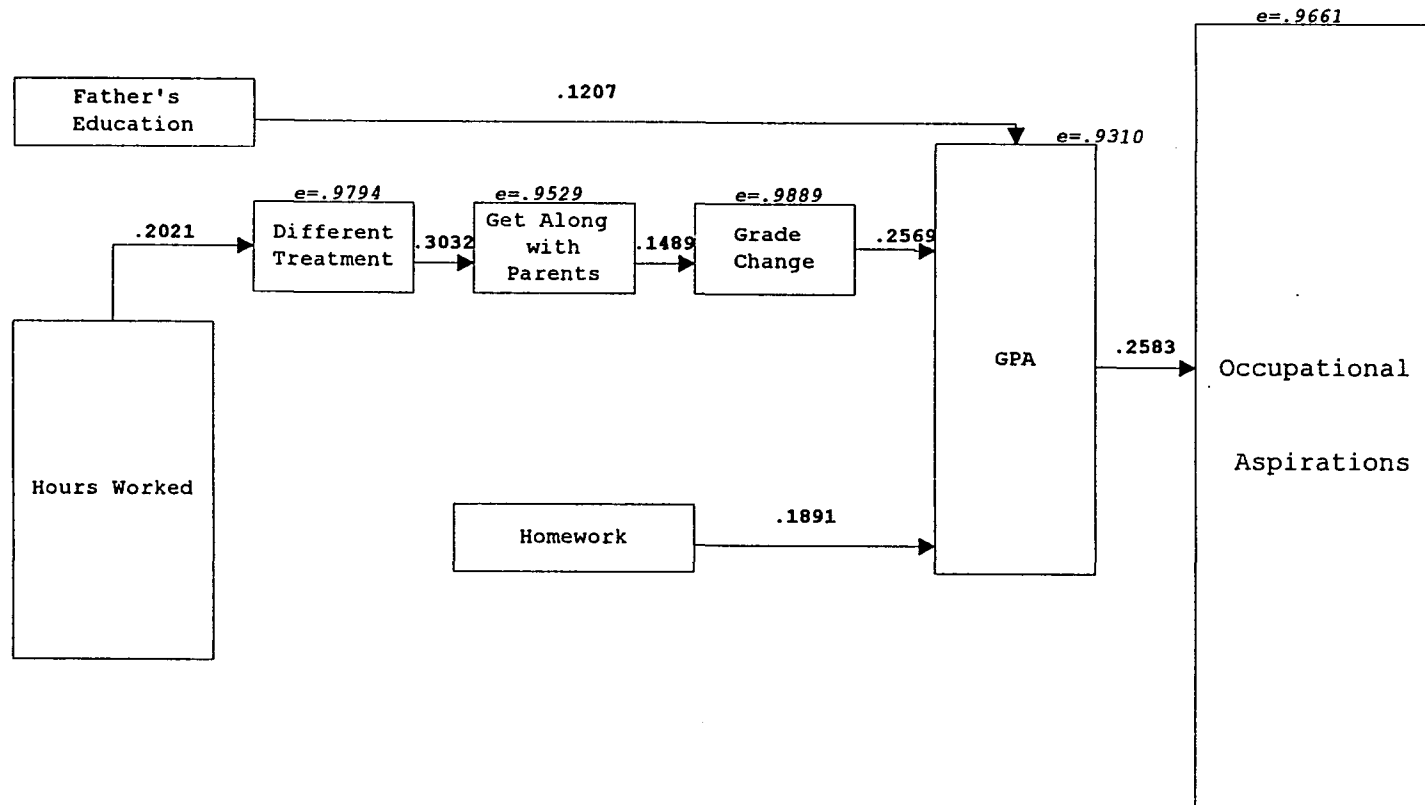 e=.9661
Father's
Education
.1207
e=.9310
e=.9794
e=.9529
e=.9889
.2021
Different
Treatment
.3032
Get Along
with
Parents
.1489
Grade
Change
.2569
GPA
.2583
Occupational
Aspirations
Hours Worked
Homework
.1891